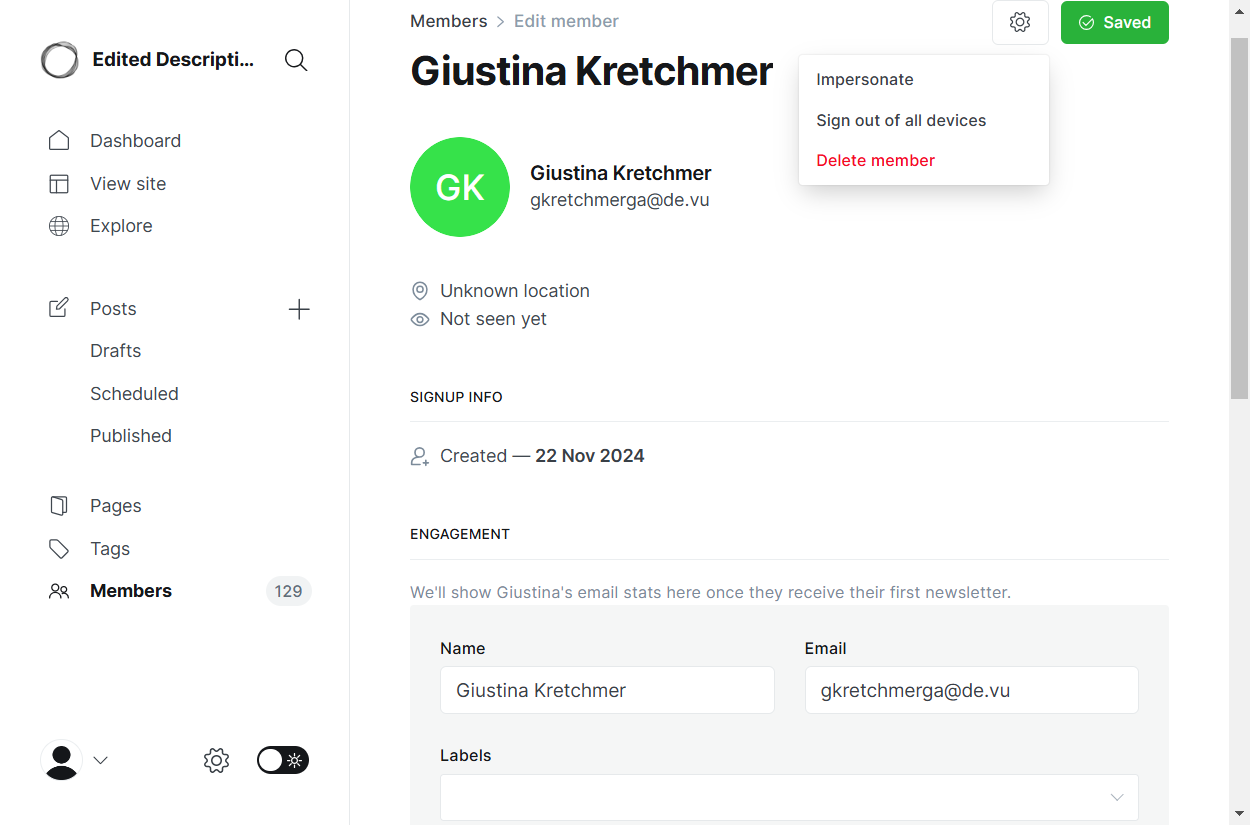 Edited Descripti...
Dashboard
View site
Explore
Posts
Drafts
Scheduled
Published
Pages
Tags
Members 129
Members > Edit member
Saved
Giustina Kretchmer
Impersonate
Sign out of all devices
Delete member
GK
Giustina Kretchmer
gkretchmerga@de.vu
Unknown location
Not seen yet
SIGNUP INFO
Created — 22 Nov 2024
ENGAGEMENT
We'll show Giustina's email stats here once they receive their first newsletter.
Name Email
Giustina Kretchmer gkretchmerga@de.vu
Labels